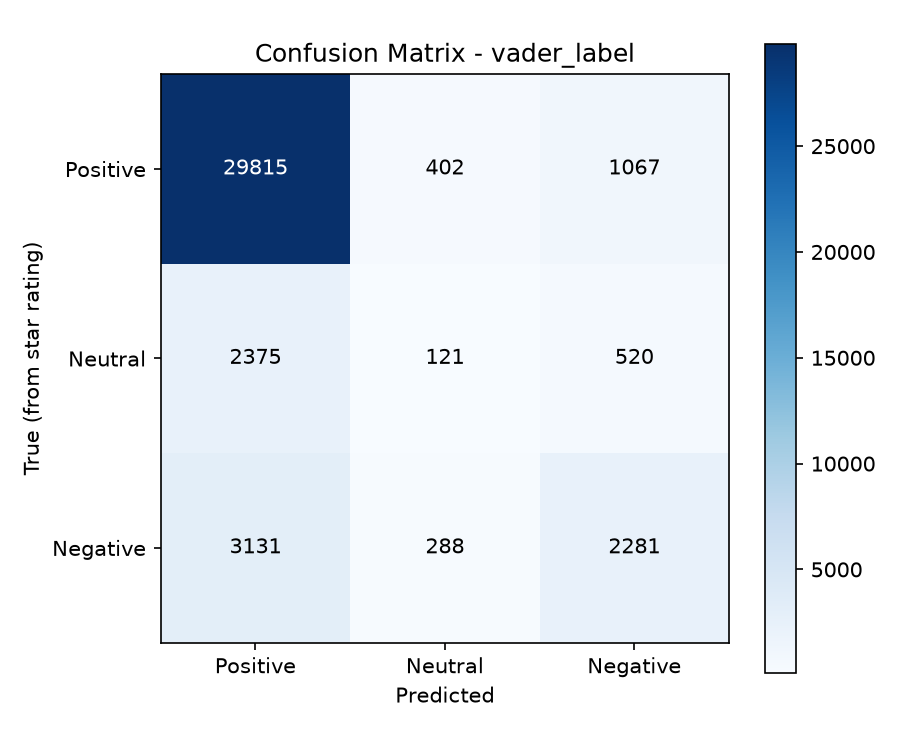 Confusion Matrix - vader_label
True (from star rating)
Positive
29815 402 1067
Neutral
2375 121 520
Negative
3131 288 2281
Positive Neutral Negative
Predicted
25000
20000
15000
10000
5000